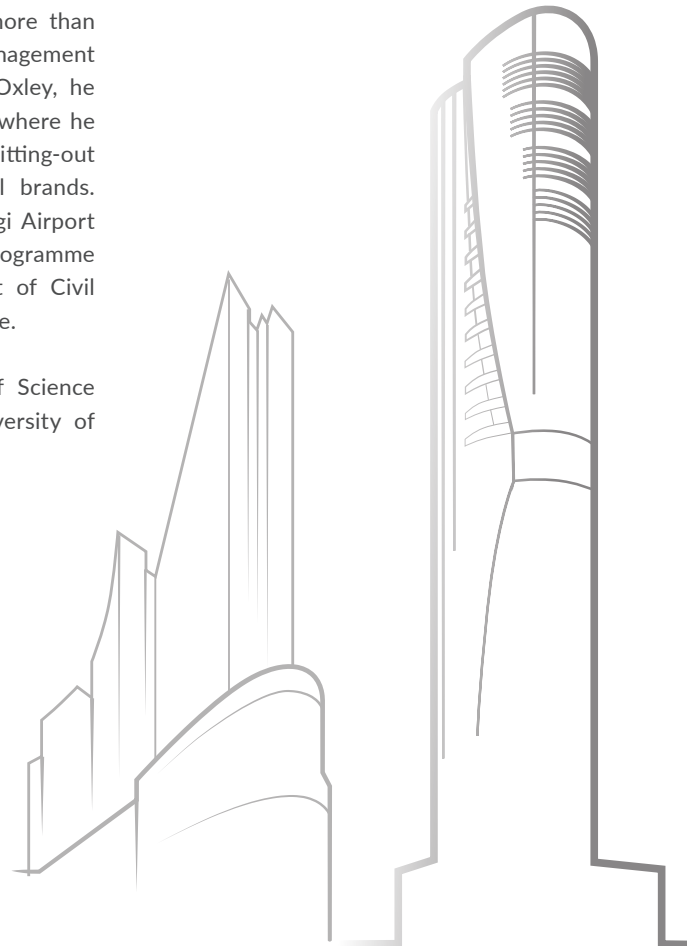 more than
nagement
Oxley, he
where he
itting-out
l brands.
gi Airport
ogramme
t of Civil
e.
f Science
versity of